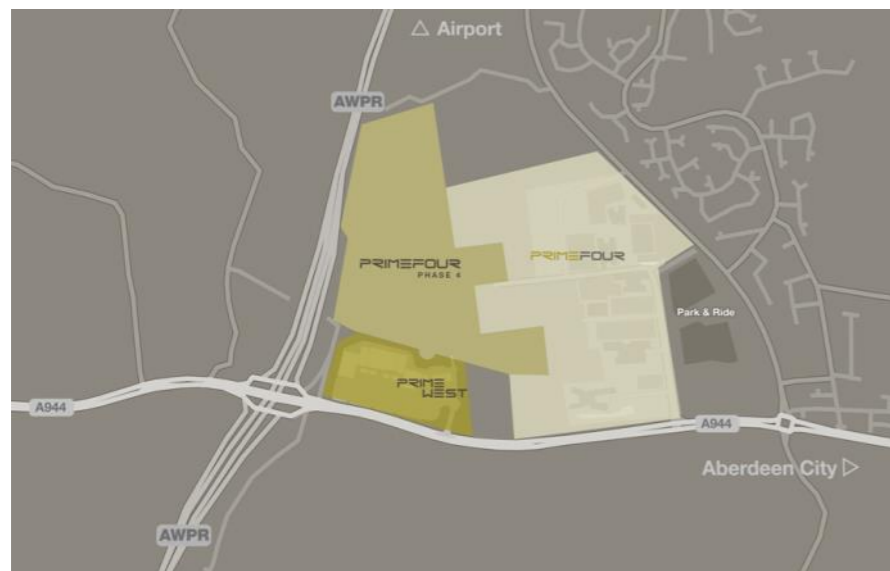 Airport
AWPR
PRIMEFOUR
PHASE 4
PRIMEFOUR
Park & Ride
PRIME
WEST
A944
A944
Aberdeen City
AWPR